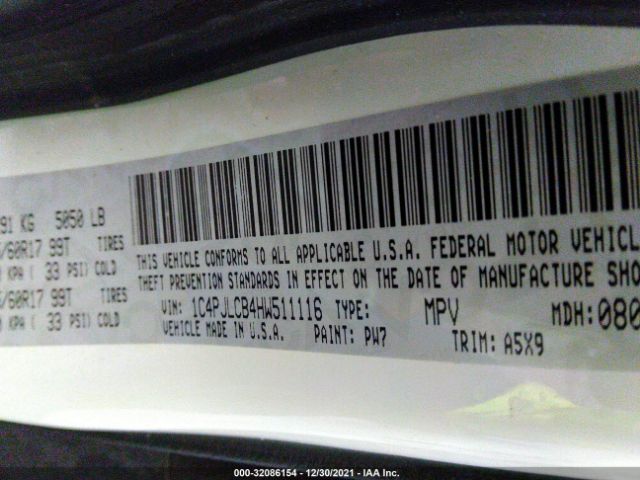 91 KG 5050 LB
/60R17 99T TIRES
KPA ( 33 PSI) COLD
/60R17 99T TIRES
KPA ( 33 PSI) COLD
THIS VEHICLE CONFORMS TO ALL APPLICABLE U.S.A. FEDERAL MOTOR VEHICL
THEFT PREVENTION STANDARDS IN EFFECT ON THE DATE OF MANUFACTURE SHO
VIN: 1C4PJLCB4HW511116 TYPE: MPV MDH:080
VEHICLE MADE IN U.S.A. PAINT: PW7 TRIM: A5X9
000-32086154 - 12/30/2021 - IAA Inc.